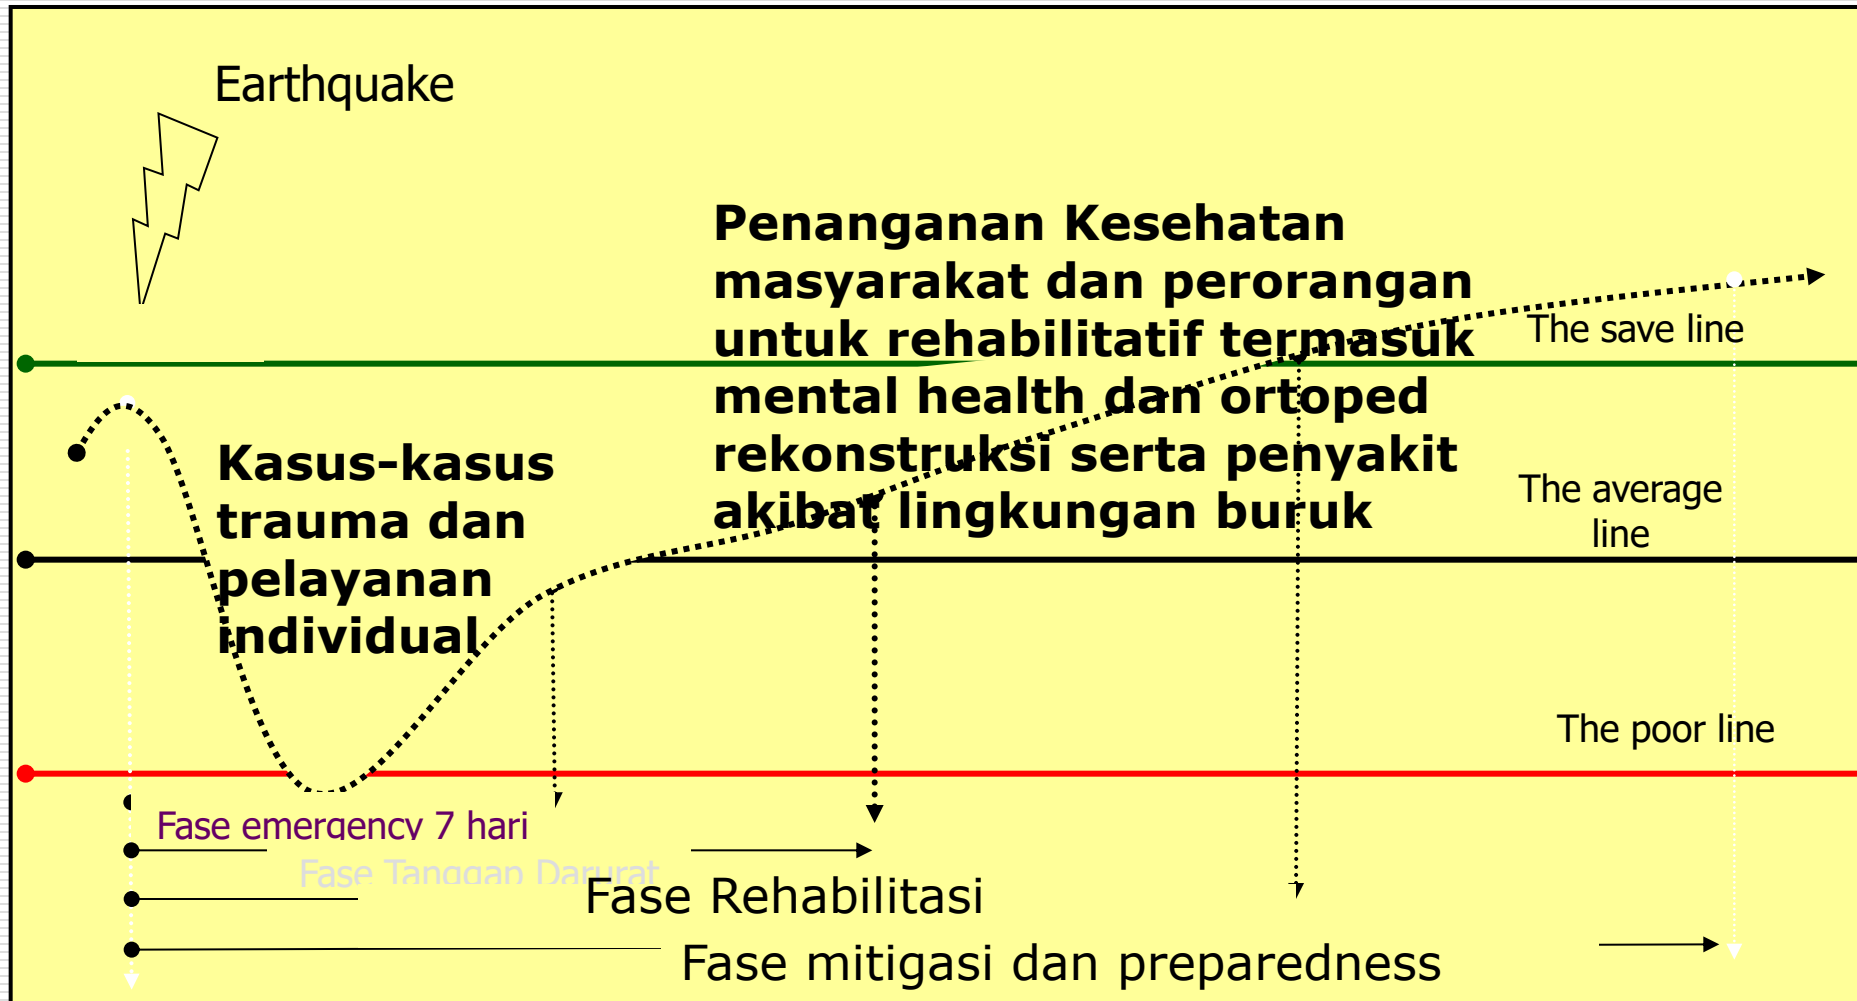 Earthquake
Penanganan Kesehatan
masyarakat dan perorangan
untuk rehabilitatif termasuk
mental health dan ortoped
rekonstruksi serta penyakit
akibat lingkungan buruk
The save line
Kasus-kasus
trauma dan
pelayanan
individual
The average
line
The poor line
Fase emergency 7 hari
Fase Tanggap Darurat
Fase Rehabilitasi
Fase mitigasi dan preparedness